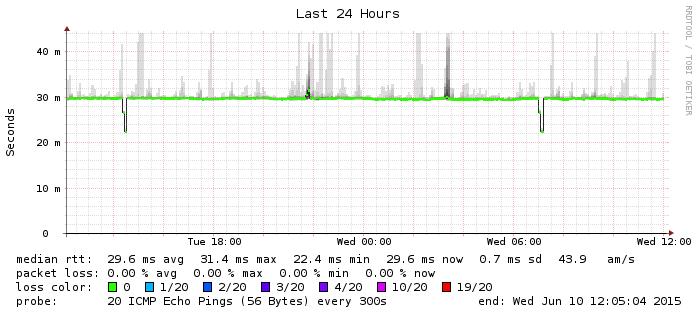 Last 24 Hours
RRDTOOL / TOBI OETIKER
Seconds
40 m
30 m
20 m
10 m
0
Tue 18:00 Wed 00:00 Wed 06:00 Wed 12:00
median rtt: 29.6 ms avg 31.4 ms max 22.4 ms min 29.6 ms now 0.7 ms sd 43.9 am/s
packet loss: 0.00 % avg 0.00 % max 0.00 % min 0.00 % now
loss color: 0 1/20 2/20 3/20 4/20 10/20 19/20
probe: 20 ICMP Echo Pings (56 Bytes) every 300s end: Wed Jun 10 12:05:04 2015